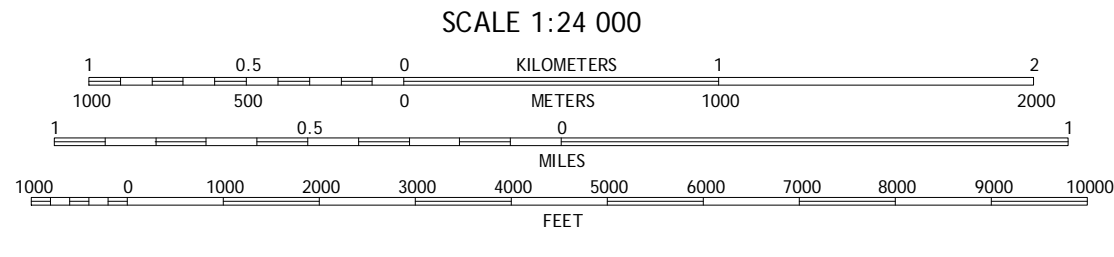 SCALE 1:24 000
1 0.5 0 KILOMETERS 1 2
1000 500 0 METERS 1000 2000
1 0.5 0 1
MILES
1000 0 1000 2000 3000 4000 5000 6000 7000 8000 9000 10000
FEET